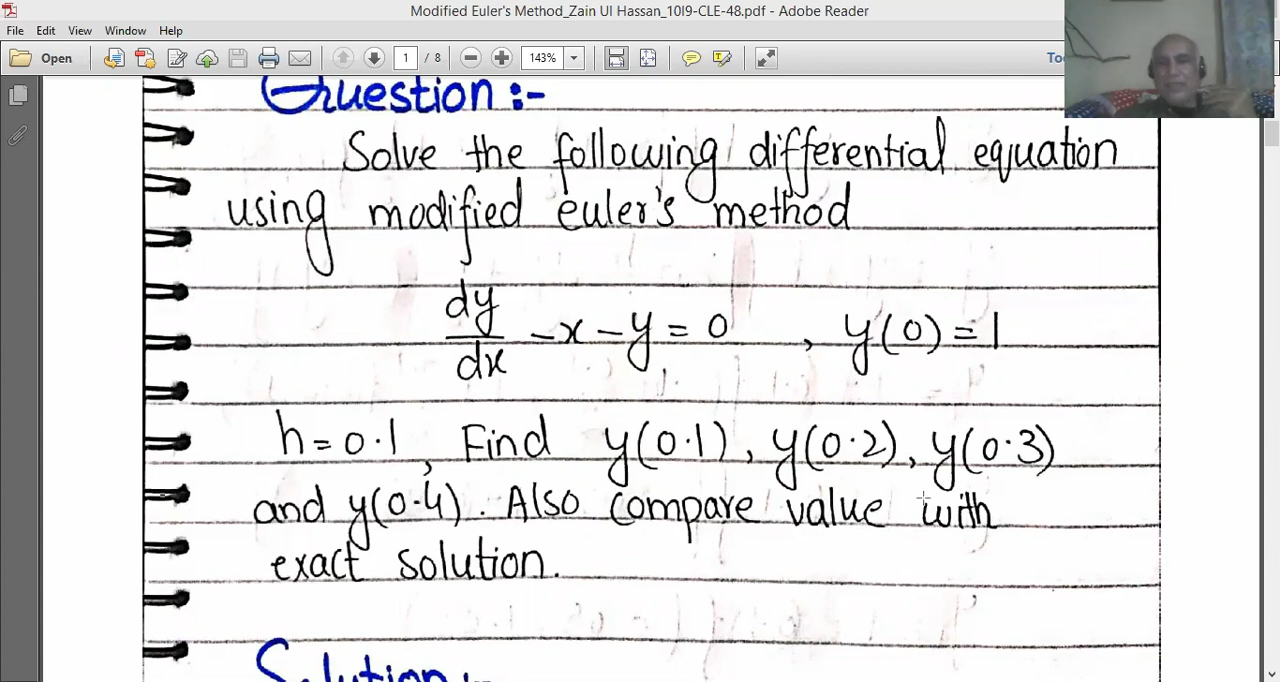 Modified Euler's Method_Zain Ul Hassan_10I9-CLE-48.pdf - Adobe Reader
File Edit View Window Help
Open 1 / 8 143%
Question :-
Solve the following differential equation
using modified euler's method
dy/dx - x - y = 0 , y(0) = 1
h = 0.1, Find y(0.1), y(0.2), y(0.3)
and y(0.4). Also compare value with
exact solution.
Solution :-